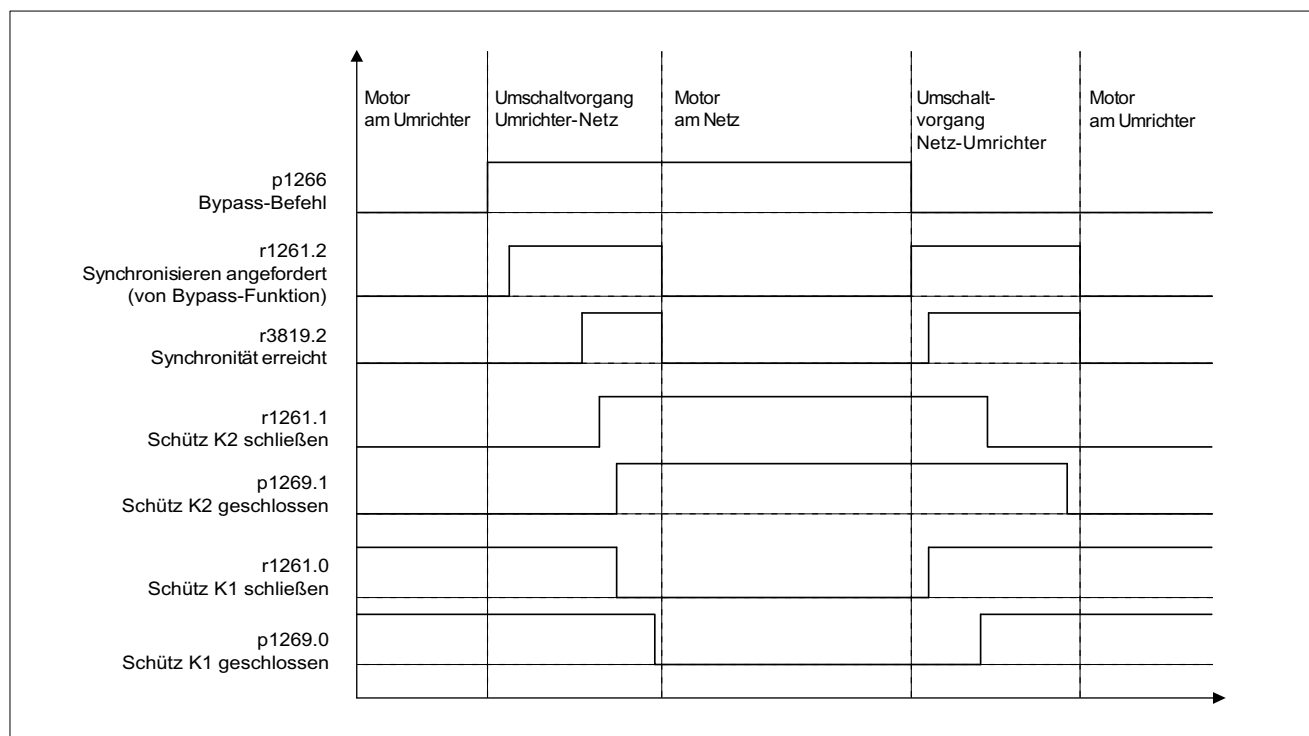 Motor
am Umrichter
Umschaltvorgang
Umrichter-Netz
Motor
am Netz
Umschalt-
vorgang
Netz-Umrichter
Motor
am Umrichter
p1266
Bypass-Befehl
r1261.2
Synchronisieren angefordert
(von Bypass-Funktion)
r3819.2
Synchronität erreicht
r1261.1
Schütz K2 schließen
p1269.1
Schütz K2 geschlossen
r1261.0
Schütz K1 schließen
p1269.0
Schütz K1 geschlossen